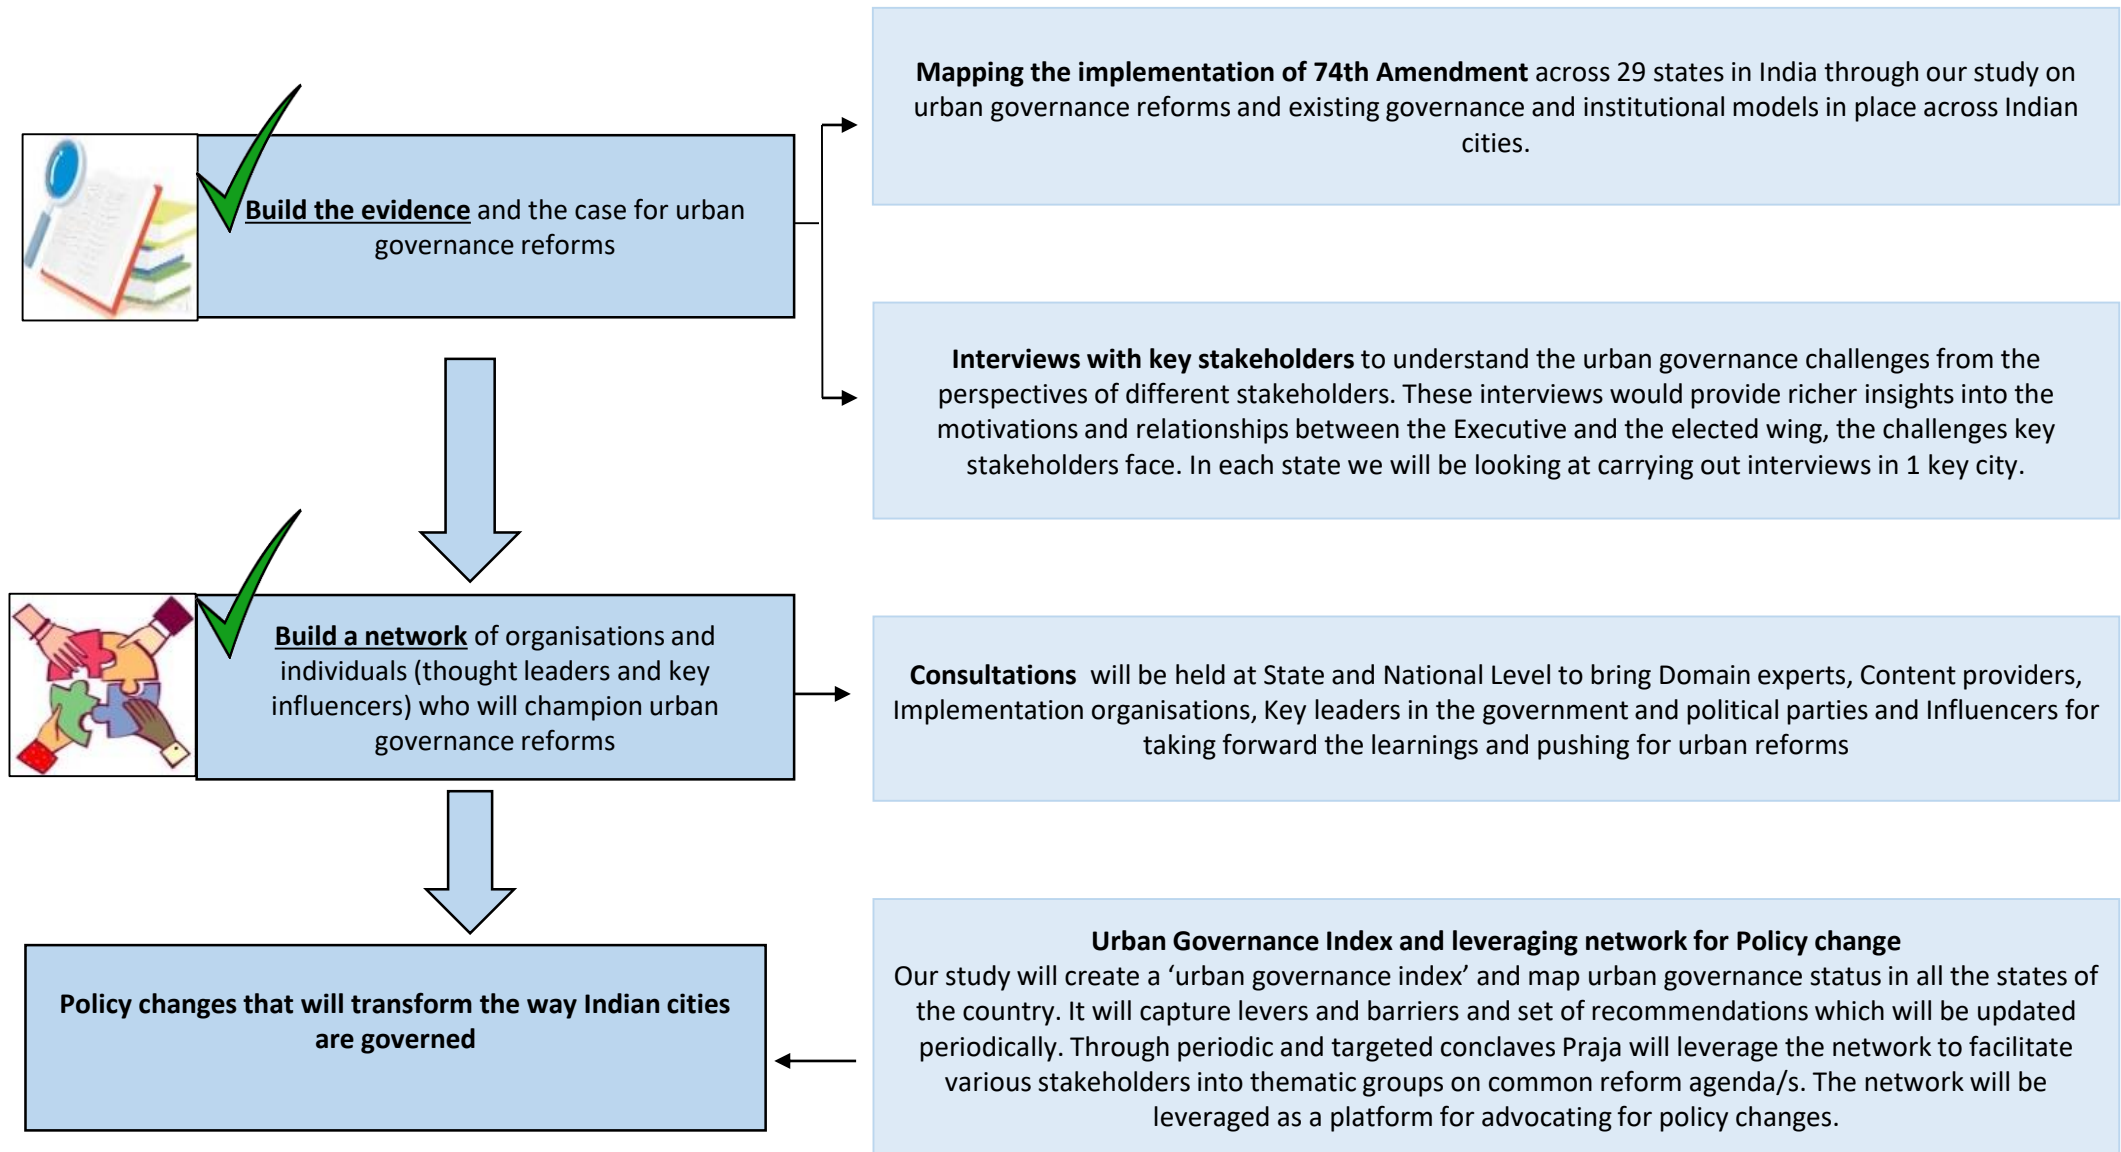 Build the evidence and the case for urban
governance reforms
Mapping the implementation of 74th Amendment across 29 states in India through our study on
urban governance reforms and existing governance and institutional models in place across Indian
cities.
Interviews with key stakeholders to understand the urban governance challenges from the
perspectives of different stakeholders. These interviews would provide richer insights into the
motivations and relationships between the Executive and the elected wing, the challenges key
stakeholders face. In each state we will be looking at carrying out interviews in 1 key city.
Build a network of organisations and
individuals (thought leaders and key
influencers) who will champion urban
governance reforms
Consultations will be held at State and National Level to bring Domain experts, Content providers,
Implementation organisations, Key leaders in the government and political parties and Influencers for
taking forward the learnings and pushing for urban reforms
Policy changes that will transform the way Indian cities
are governed
Urban Governance Index and leveraging network for Policy change
Our study will create a ‘urban governance index’ and map urban governance status in all the states of
the country. It will capture levers and barriers and set of recommendations which will be updated
periodically. Through periodic and targeted conclaves Praja will leverage the network to facilitate
various stakeholders into thematic groups on common reform agenda/s. The network will be
leveraged as a platform for advocating for policy changes.